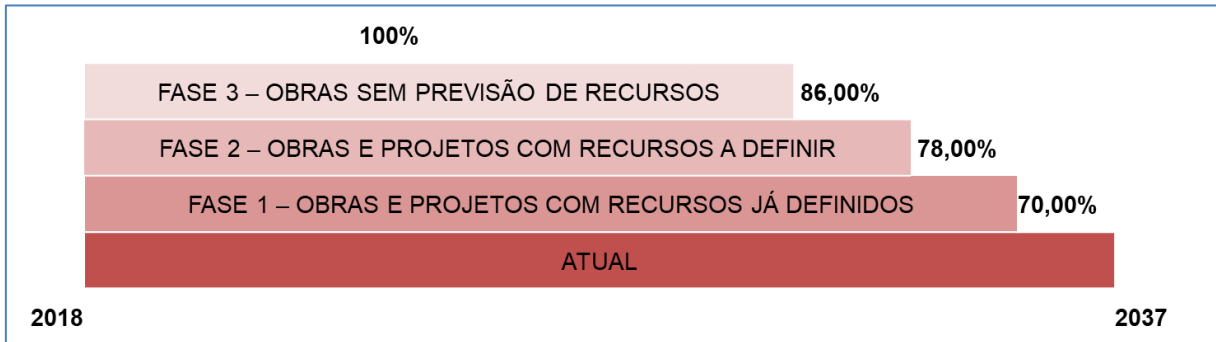 100%
FASE 3 – OBRAS SEM PREVISÃO DE RECURSOS 86,00%
FASE 2 – OBRAS E PROJETOS COM RECURSOS A DEFINIR 78,00%
FASE 1 – OBRAS E PROJETOS COM RECURSOS JÁ DEFINIDOS 70,00%
ATUAL
2018 2037